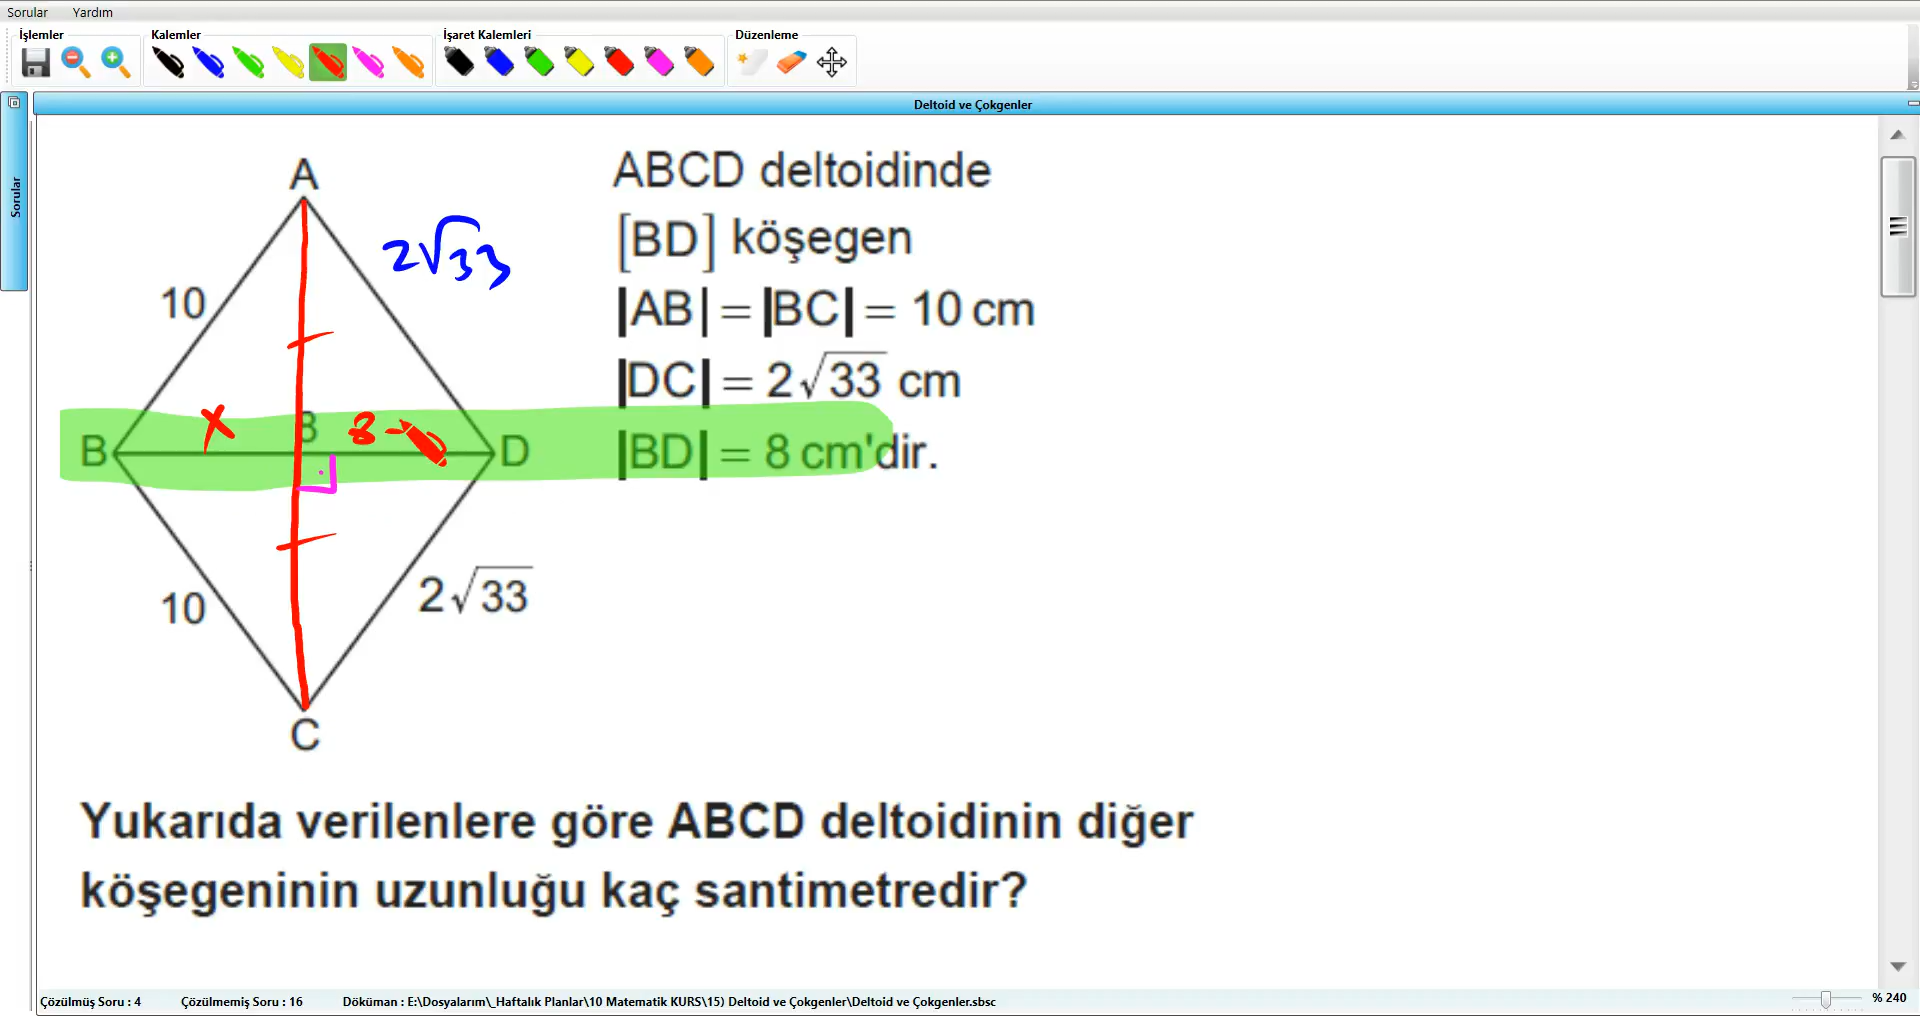 Sorular Yardım
İşlemler Kalemler İşaret Kalemleri Düzenleme
Deltoid ve Çokgenler
Sorular
A
10
2√33
B
x
8
8 -
D
10
2√33
C
ABCD deltoidinde
[BD] köşegen
|AB| = |BC| = 10 cm
|DC| = 2√33 cm
|BD| = 8 cm'dir.
Yukarıda verilenlere göre ABCD deltoidinin diğer
köşegeninin uzunluğu kaç santimetredir?
Çözülmüş Soru : 4 Çözülmemiş Soru : 16 Döküman : E:\Dosyalarım\_Haftalık Planlar\10 Matematik KURS\15) Deltoid ve Çokgenler\Deltoid ve Çokgenler.sbsc % 240